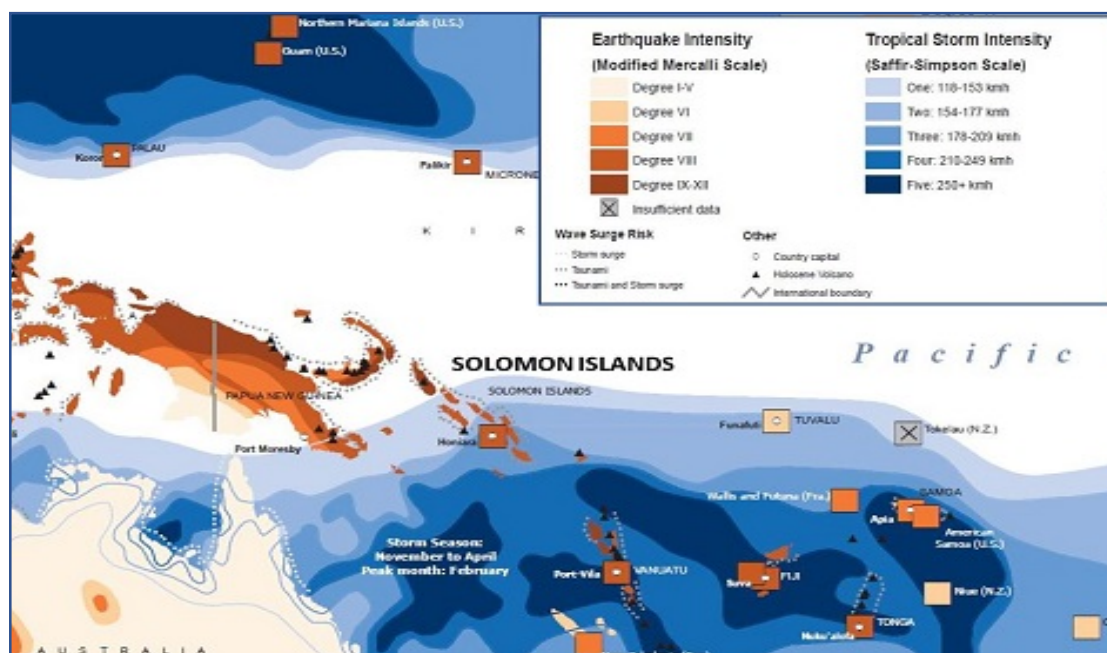 Northern Mariana Islands (U.S.)
Guam (U.S.)
Koror
PALAU
Palikir
MICRONE
K I R
Earthquake Intensity
(Modified Mercalli Scale)
Degree I-V
Degree VI
Degree VII
Degree VIII
Degree IX-XII
Insufficient data
Tropical Storm Intensity
(Saffir-Simpson Scale)
One: 118-153 kmh
Two: 154-177 kmh
Three: 178-209 kmh
Four: 210-249 kmh
Five: 250+ kmh
Wave Surge Risk
Storm surge
Tsunami
Tsunami and Storm surge
Other
Country capital
Holocene Volcano
International boundary
S I A
SOLOMON ISLANDS
Pacific
PAPUA NEW GUINEA
SOLOMON ISLANDS
Port Moresby
Honiara
Funafuti
TUVALU
Tokelau (N.Z.)
Wallis and Futuna (Fra.)
SAMOA
Apia
American
Samoa (U.S.)
Storm Season:
November to April
Peak month: February
Port-Vila
VANUATU
Suva
FIJI
Niue (N.Z.)
Nuku'alofa
TONGA
AUSTRALIA